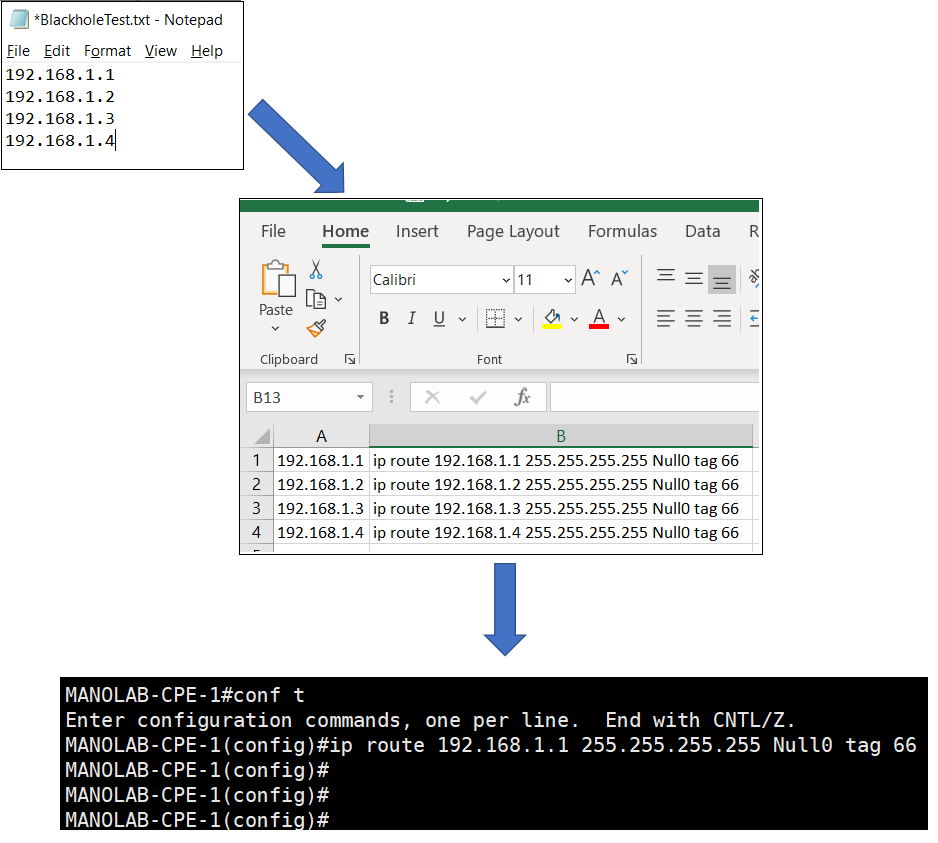 *BlackholeTest.txt - Notepad
File Edit Format View Help
192.168.1.1
192.168.1.2
192.168.1.3
192.168.1.4
File Home Insert Page Layout Formulas Data R
Calibri 11 A A
Paste
B I U A
Clipboard Font
B13 fx
A B
1 192.168.1.1 ip route 192.168.1.1 255.255.255.255 Null0 tag 66
2 192.168.1.2 ip route 192.168.1.2 255.255.255.255 Null0 tag 66
3 192.168.1.3 ip route 192.168.1.3 255.255.255.255 Null0 tag 66
4 192.168.1.4 ip route 192.168.1.4 255.255.255.255 Null0 tag 66
MANOLAB-CPE-1#conf t
Enter configuration commands, one per line.  End with CNTL/Z.
MANOLAB-CPE-1(config)#ip route 192.168.1.1 255.255.255.255 Null0 tag 66
MANOLAB-CPE-1(config)#
MANOLAB-CPE-1(config)#
MANOLAB-CPE-1(config)#